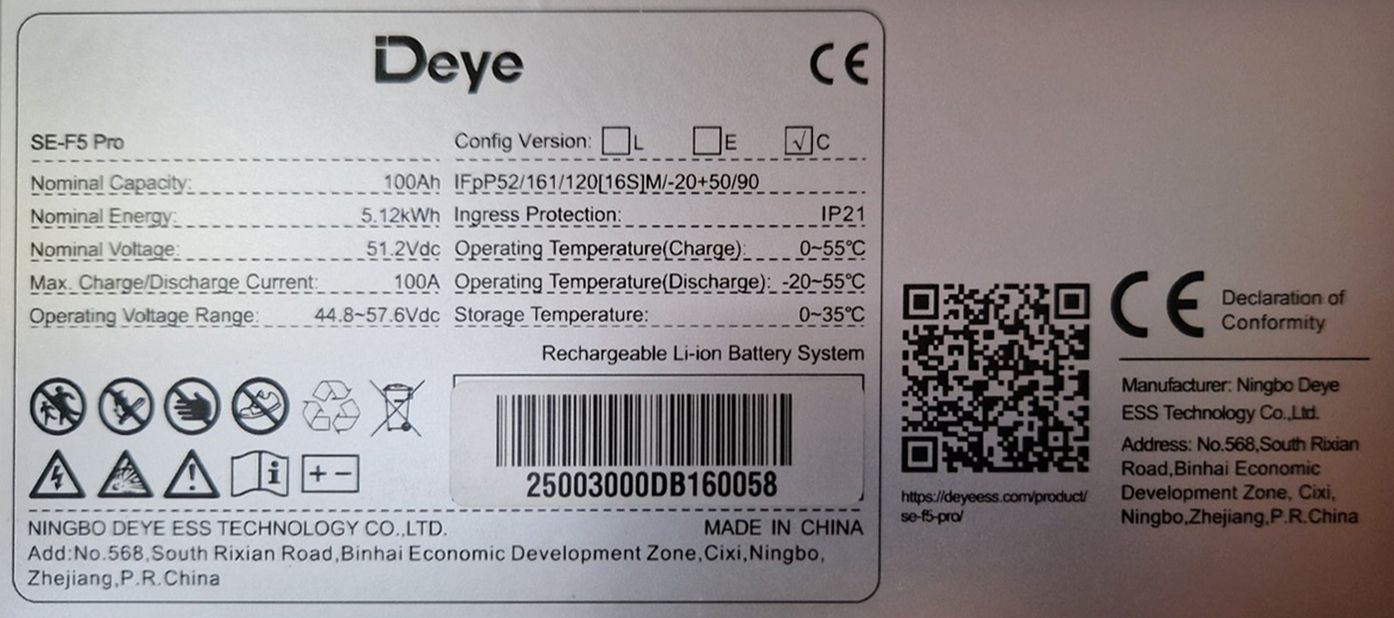 Deye
CE
SE-F5 Pro
Config Version: L E √ C
Nominal Capacity: 100Ah
IFpP52/161/120[16S]M/-20+50/90
Nominal Energy: 5.12kWh
Ingress Protection: IP21
Nominal Voltage: 51.2Vdc
Operating Temperature(Charge): 0~55℃
Max. Charge/Discharge Current: 100A
Operating Temperature(Discharge): -20~55℃
Operating Voltage Range: 44.8~57.6Vdc
Storage Temperature: 0~35℃
Rechargeable Li-ion Battery System
25003000DB160058
NINGBO DEYE ESS TECHNOLOGY CO.,LTD. MADE IN CHINA
Add:No.568,South Rixian Road,Binhai Economic Development Zone,Cixi,Ningbo,
Zhejiang,P.R.China
https://deyeess.com/product/
se-f5-pro/
CE
Declaration of
Conformity
Manufacturer: Ningbo Deye
ESS Technology Co.,Ltd.
Address: No.568,South Rixian
Road,Binhai Economic
Development Zone, Cixi,
Ningbo,Zhejiang,P.R.China